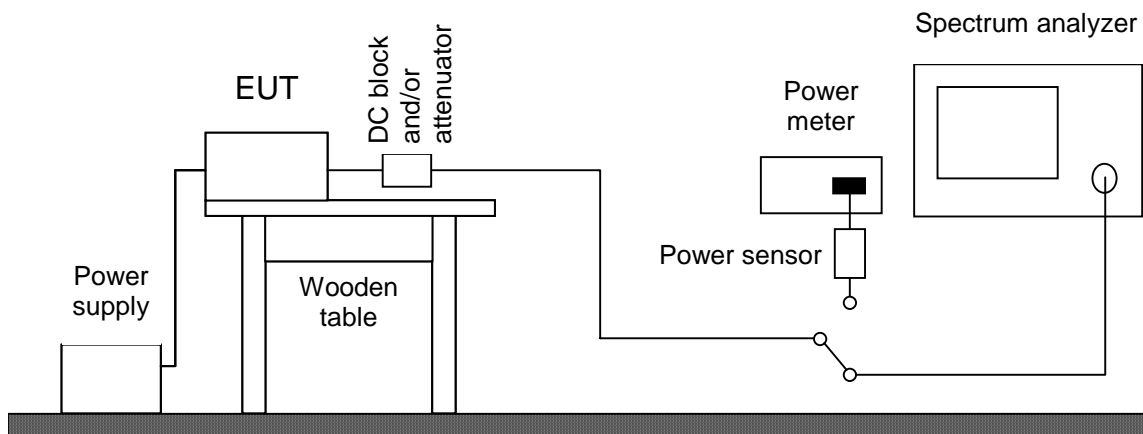 Spectrum analyzer
EUT
DC block
and/or
attenuator
Power
meter
Power sensor
Power
supply
Wooden
table